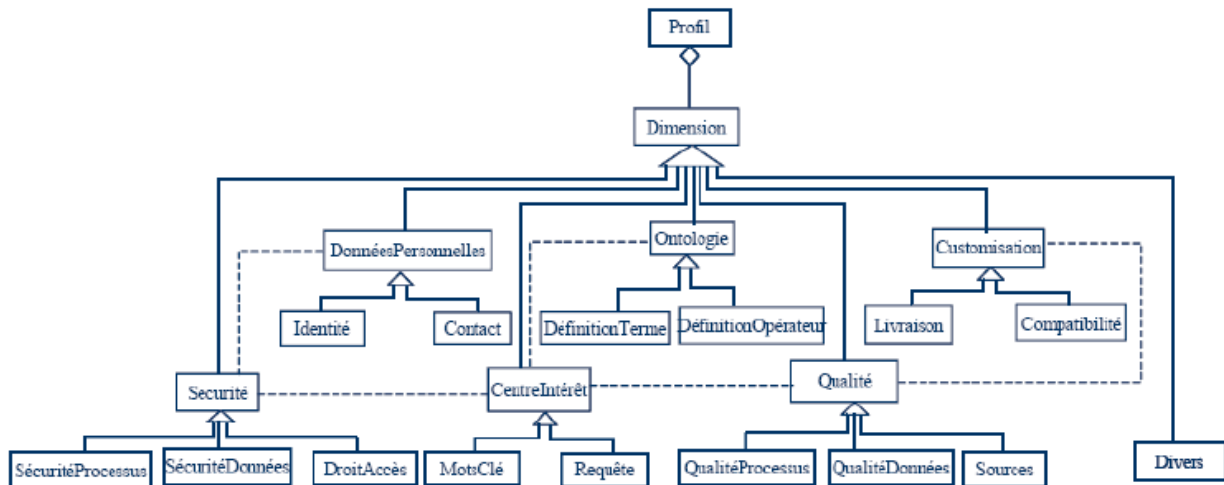 Profil
Dimension
DonnéesPersonnelles
Ontologie
Customisation
Identité
Contact
DéfinitionTerme
DéfinitionOpérateur
Livraison
Compatibilité
Sécurité
CentreIntérêt
Qualité
SécuritéProcessus
SécuritéDonnées
DroitAccès
MotsClé
Requête
QualitéProcessus
QualitéDonnées
Sources
Divers